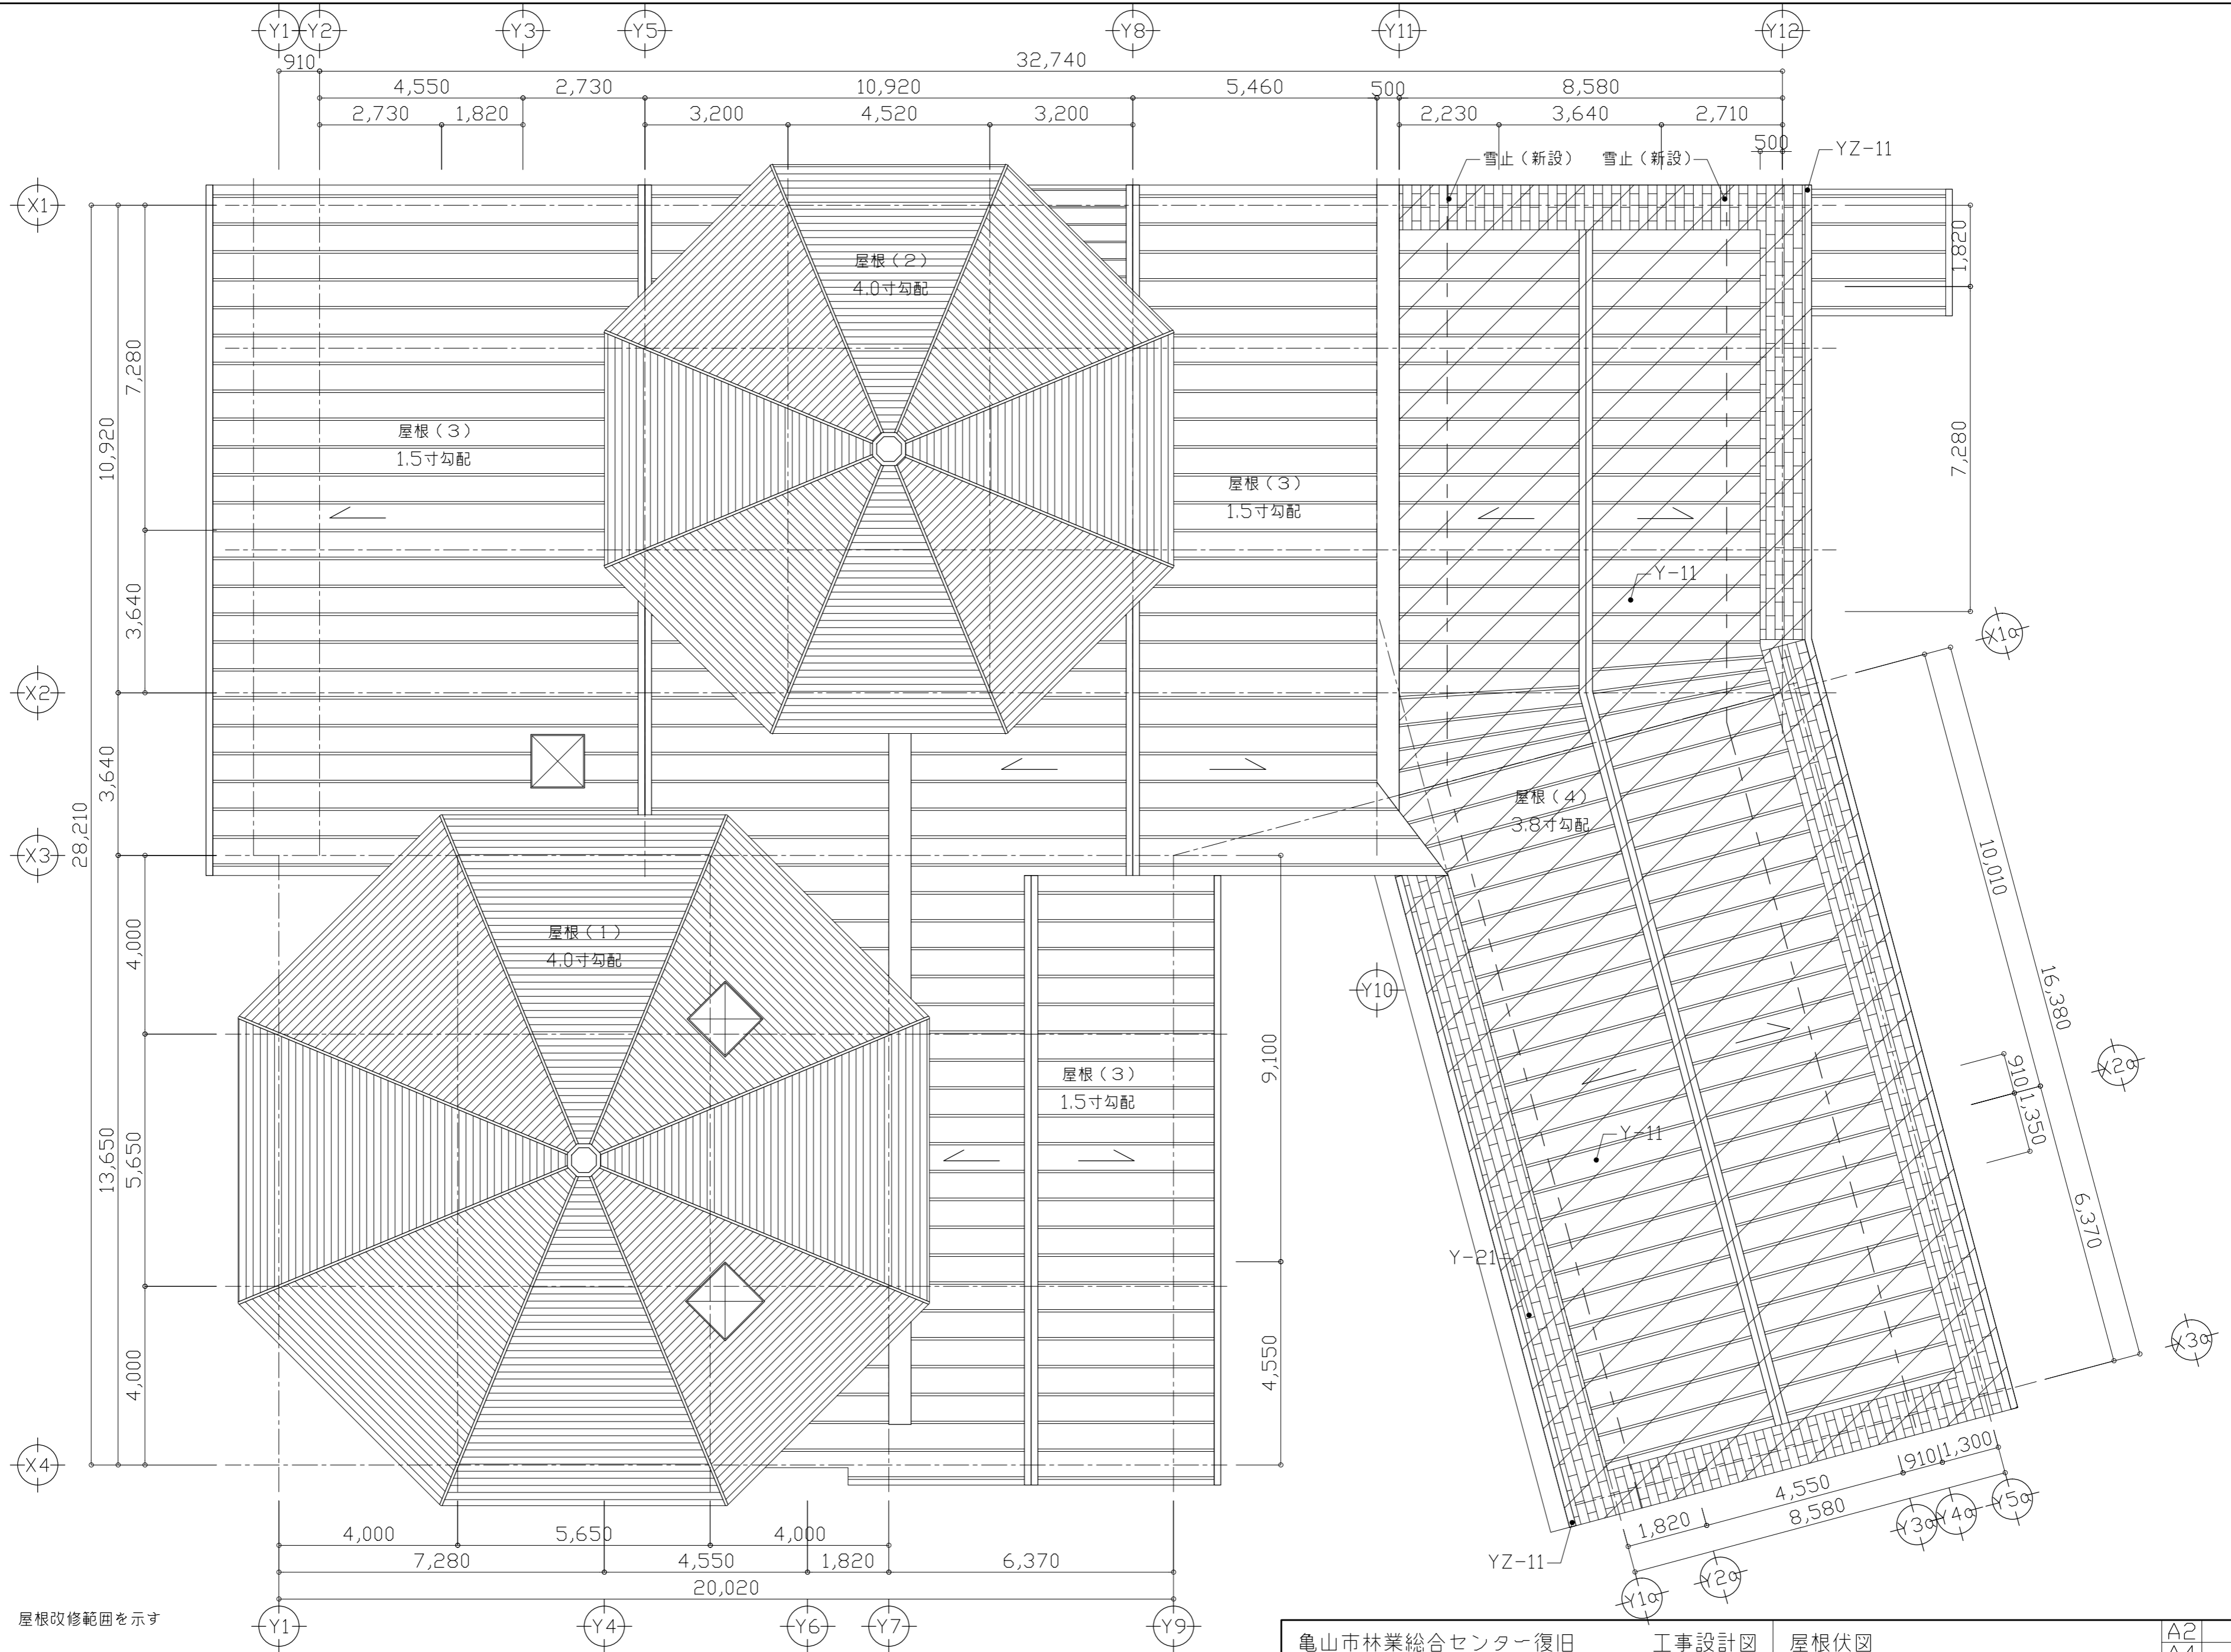 Y1
Y2
Y3
Y5
Y8
Y11
Y12
910
32,740
4,550
2,730
10,920
5,460
500
8,580
2,730
1,820
3,200
4,520
3,200
2,230
3,640
2,710
500
雪止(新設)
雪止(新設)
YZ-11
X1
1,820
屋根(2)
4.0寸勾配
7,280
10,920
屋根(3)
1.5寸勾配
7,280
屋根(3)
1.5寸勾配
Y-11
3,640
X1α
X2
3,640
28,210
屋根(4)
3.8寸勾配
X3
10,010
4,000
屋根(1)
4.0寸勾配
Y10
16,380
9,100
屋根(3)
1.5寸勾配
910
1,350
X2α
13,650
5,650
Y-11
6,370
Y-21
X3α
4,000
4,550
X4
1,820
4,550
910
1,300
8,580
Y3α
Y4α
Y5α
4,000
5,650
4,000
7,280
4,550
1,820
6,370
YZ-11
Y2α
20,020
Y1α
屋根改修範囲を示す
Y1
Y4
Y6
Y7
Y9
亀山市林業総合センター復旧 工事設計図 屋根伏図
A2
A4